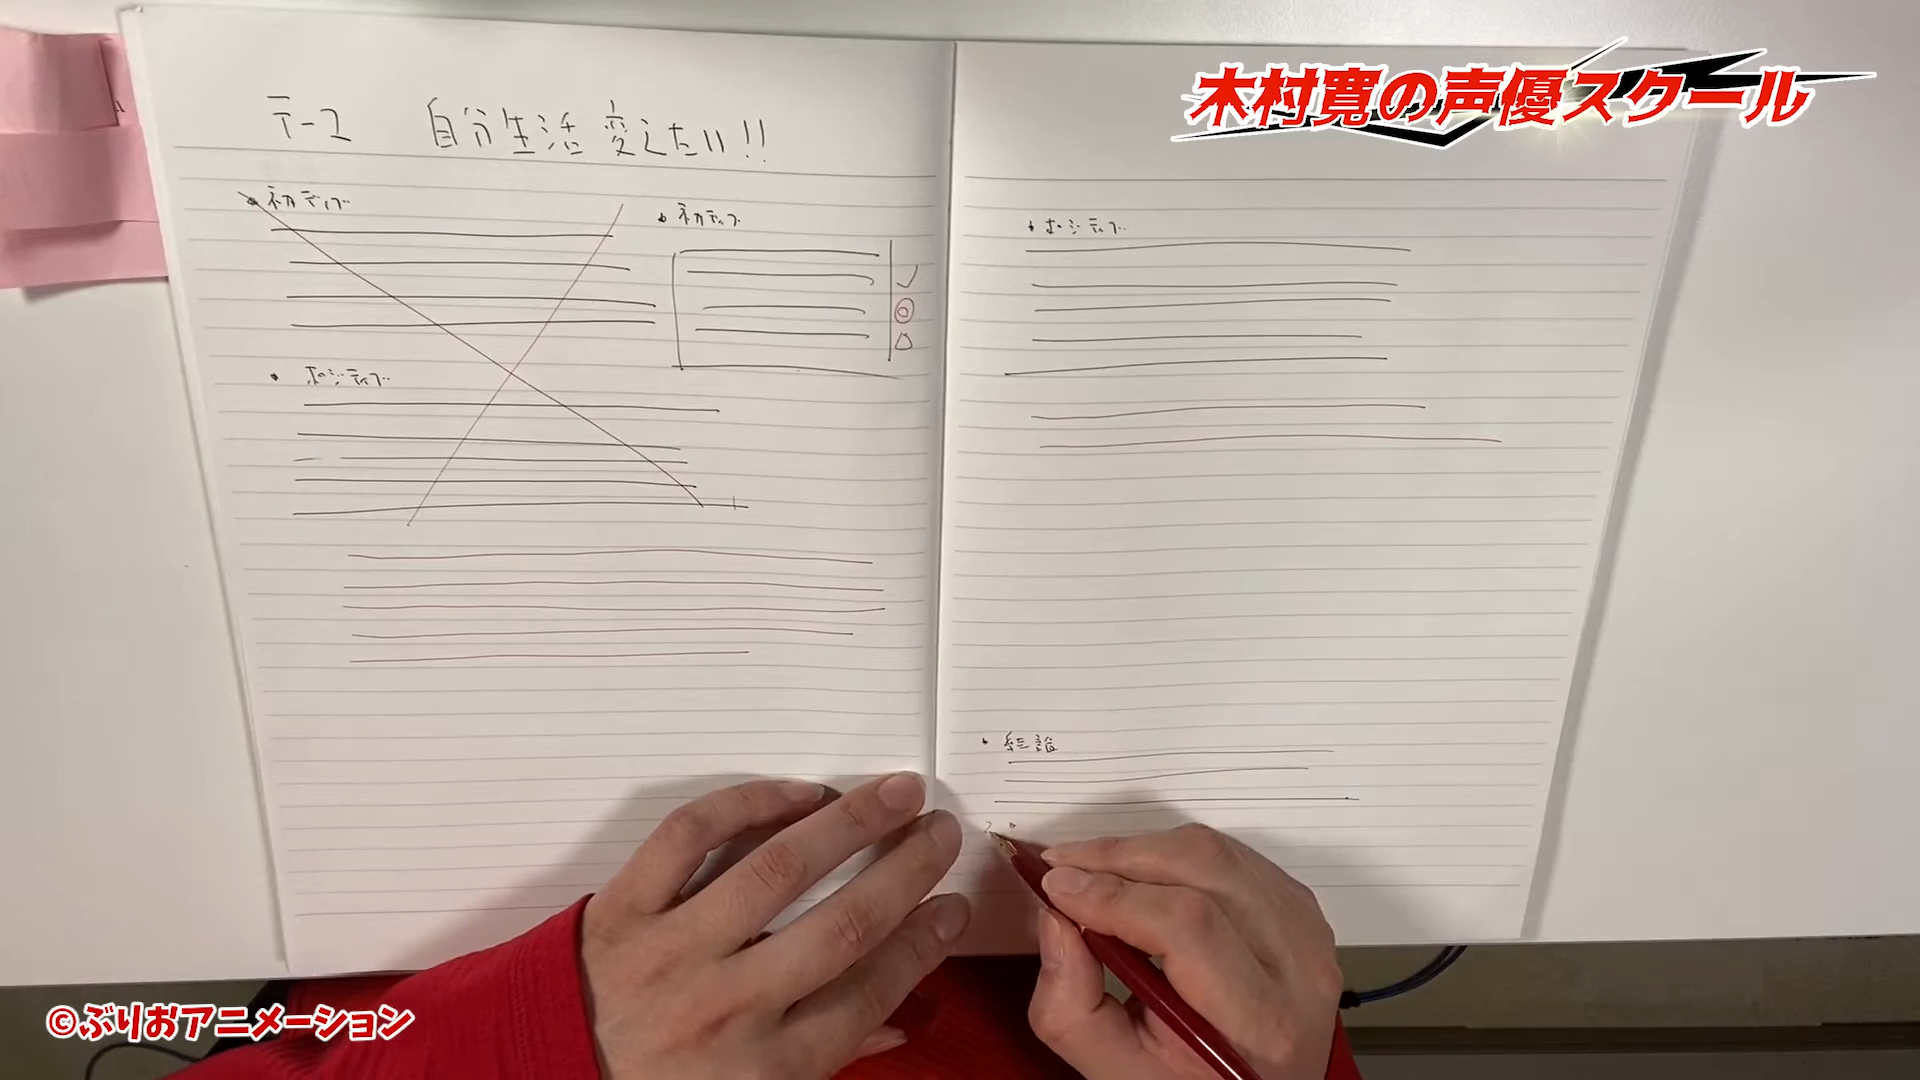 木村寛の声優スクール
テーマ 自分生活変えたい!!
・ネガティブ
・ポジティブ
・ネガティブ
・ポジティブ
・結論
©ぶりおアニメーション